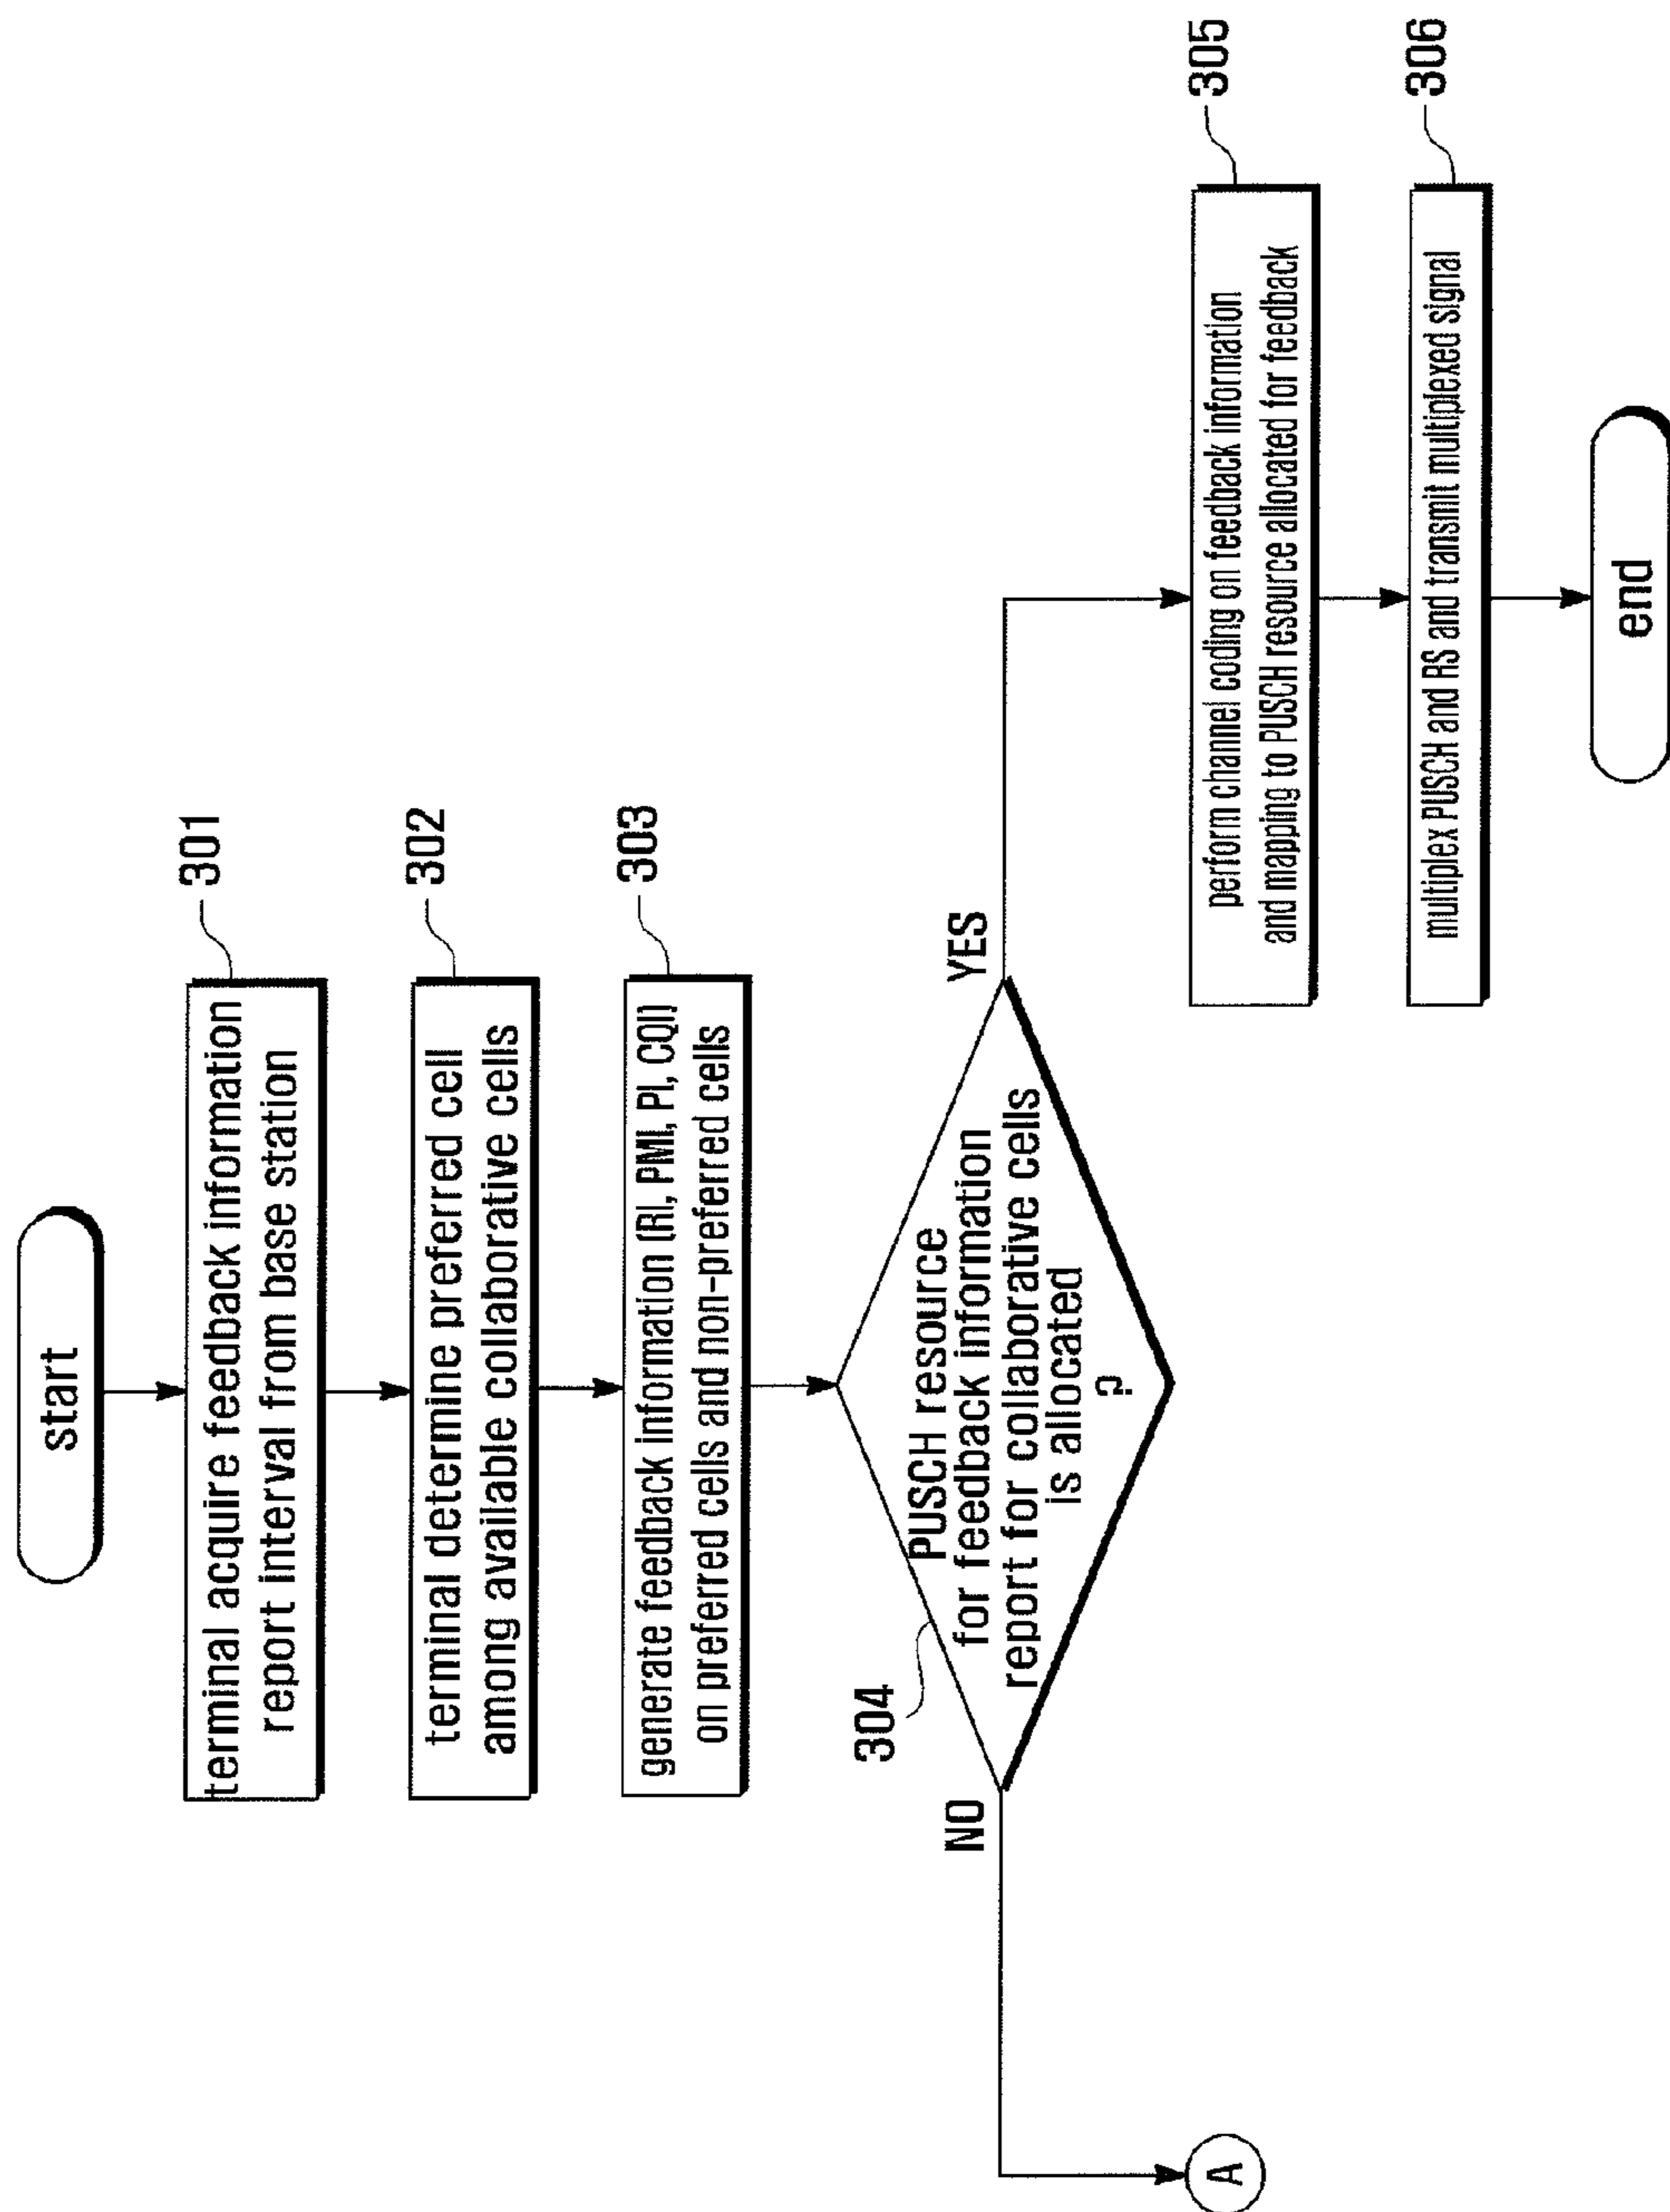 start
terminal acquire feedback information
report interval from base station
301
terminal determine preferred cell
among available collaborative cells
302
generate feedback information (RI, PMI, PI, CQI)
on preferred cells and non-preferred cells
303
304
PUSCH resource
for feedback information
report for collaborative cells
is allocated
?
NO
YES
A
perform channel coding on feedback information
and mapping to PUSCH resource allocated for feedback
305
multiplex PUSCH and RS and transmit multiplexed signal
306
end